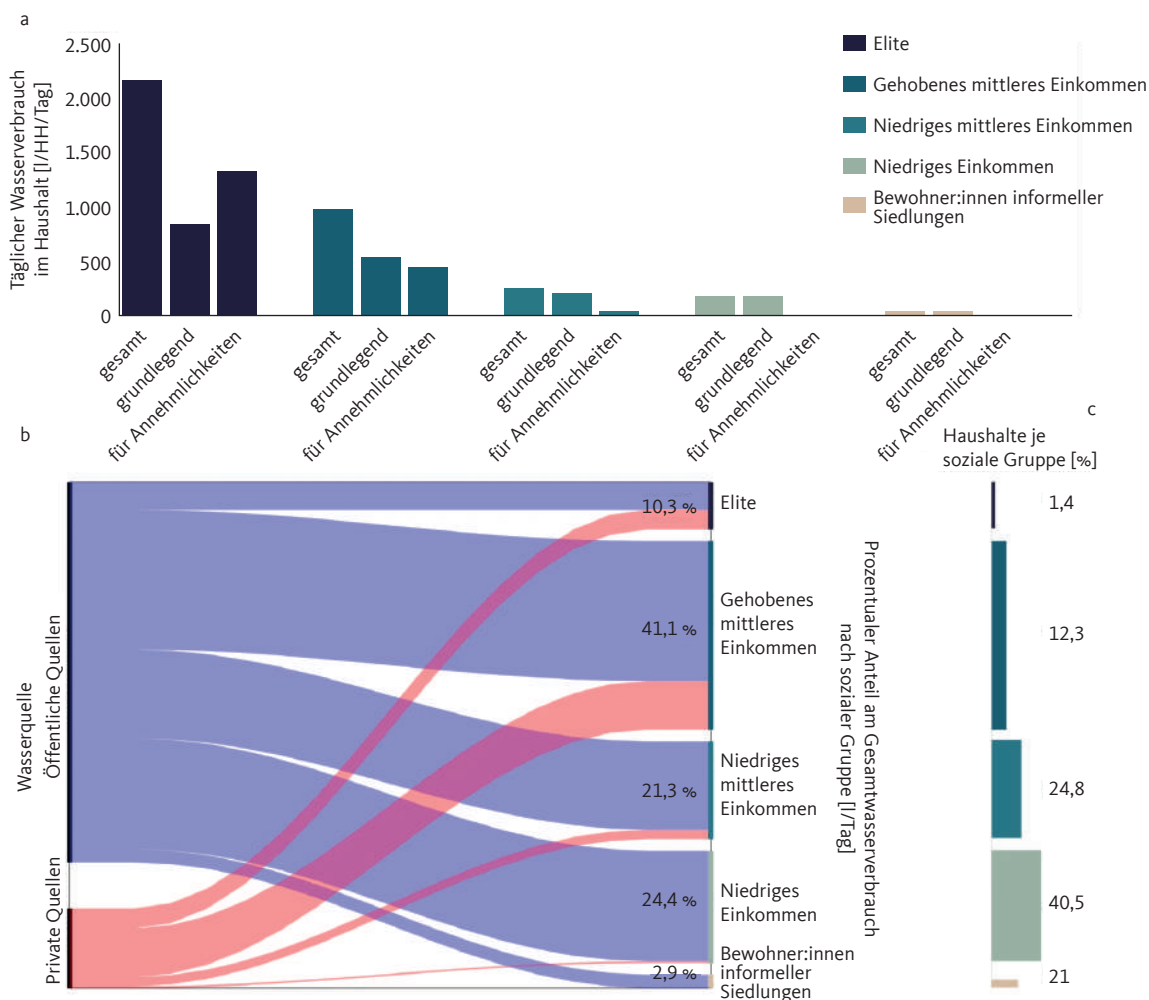 a
Täglicher Wasserverbrauch
im Haushalt [l/HH/Tag]
2.500
2.000
1.500
1.000
500
0
gesamt
grundlegend
für Annehmlichkeiten
gesamt
grundlegend
für Annehmlichkeiten
gesamt
grundlegend
für Annehmlichkeiten
gesamt
grundlegend
für Annehmlichkeiten
gesamt
grundlegend
für Annehmlichkeiten
Elite
Gehobenes mittleres Einkommen
Niedriges mittleres Einkommen
Niedriges Einkommen
Bewohner:innen informeller
Siedlungen
b
Wasserquelle
Öffentliche Quellen
Private Quellen
10,3 %
Elite
41,1 %
Gehobenes
mittleres
Einkommen
21,3 %
Niedriges
mittleres
Einkommen
24,4 %
Niedriges
Einkommen
2,9 %
Bewohner:innen
informeller
Siedlungen
Prozentualer Anteil am Gesamtwasserverbrauch
nach sozialer Gruppe [l/Tag]
c
Haushalte je
soziale Gruppe [%]
1,4
12,3
24,8
40,5
21